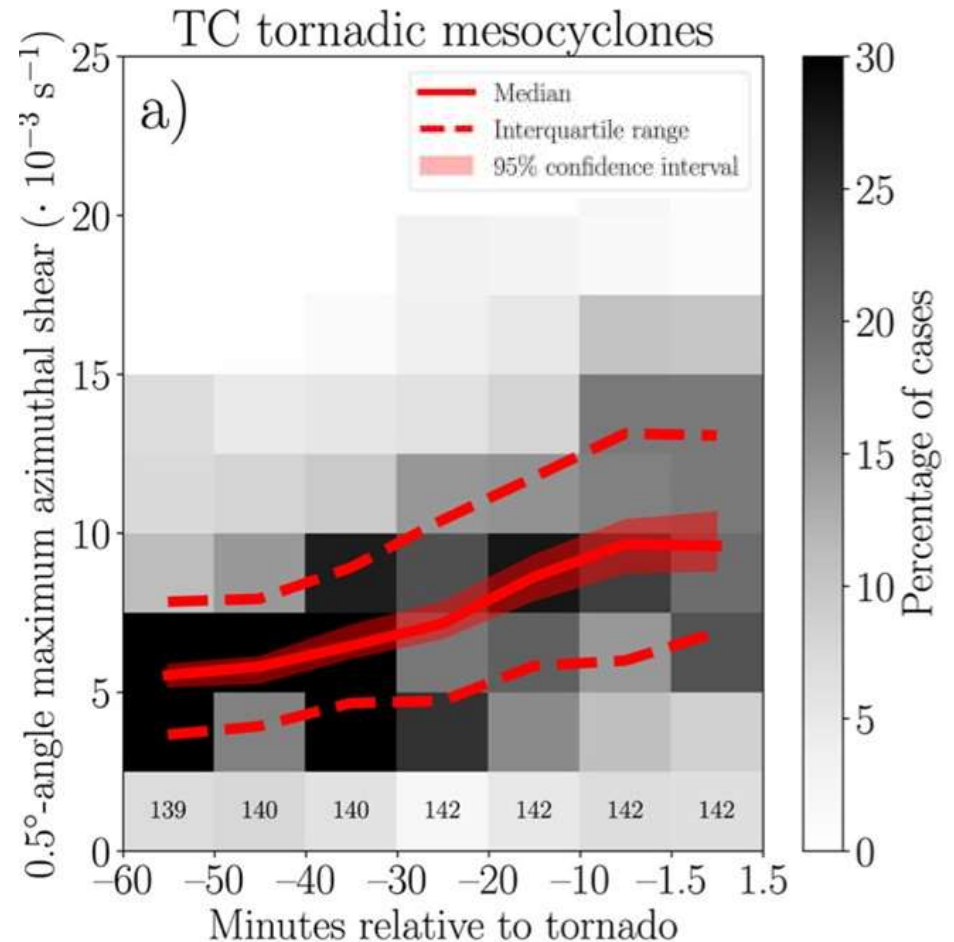 TC tornadic mesocyclones
a)
Median
Interquartile range
95% confidence interval
0.5°-angle maximum azimuthal shear (· 10⁻³ s⁻¹)
25
20
15
10
5
0
139 140 140 142 142 142 142
−60 −50 −40 −30 −20 −10 −1.5 1.5
Minutes relative to tornado
30
25
20
15
10
5
0
Percentage of cases